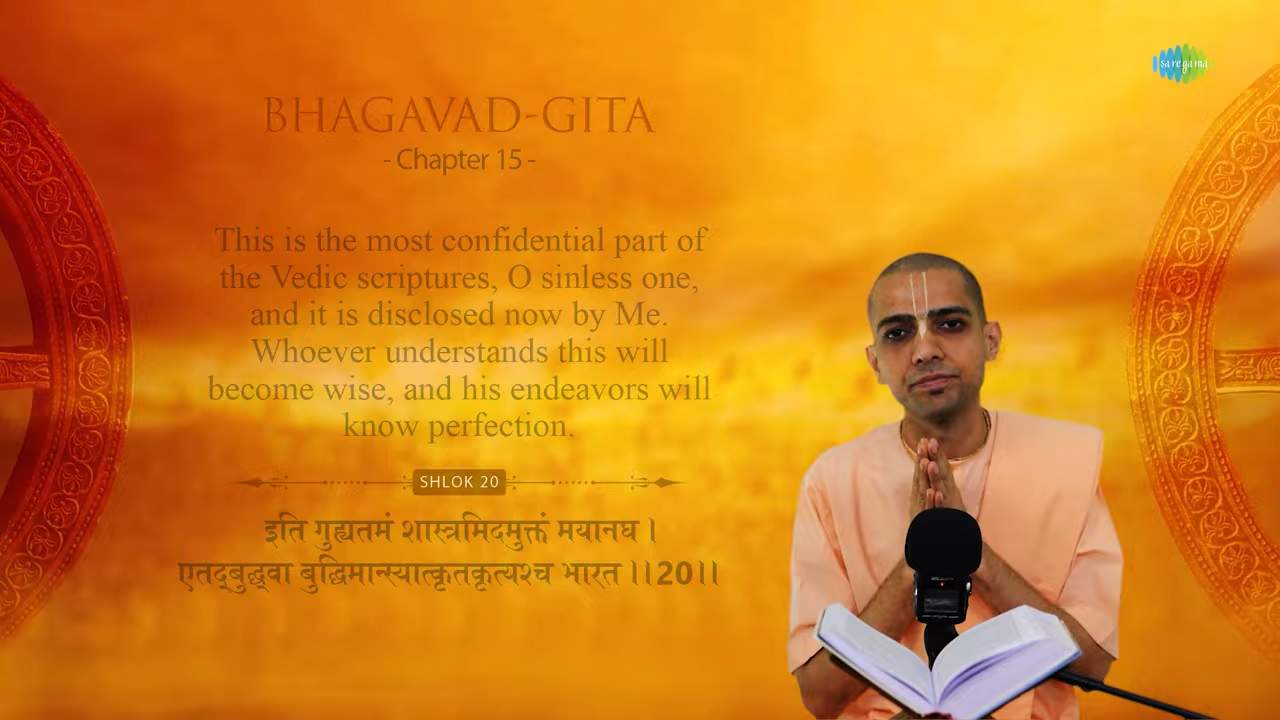 saregama
BHAGAVAD-GITA
- Chapter 15 -
This is the most confidential part of
the Vedic scriptures, O sinless one,
and it is disclosed now by Me.
Whoever understands this will
become wise, and his endeavors will
know perfection.
SHLOK 20
इति गुह्यतमं शास्त्रमिदमुक्तं मयानघ ।
एतद्‍बुद्ध्‍वा बुद्धिमान्स्यात्कृतकृत्यश्च भारत ।।20।।